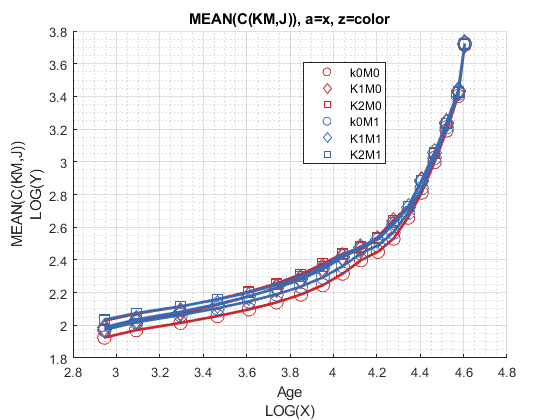 MEAN(C(KM,J)), a=x, z=color
3.8
3.6
3.4
3.2
3
2.8
2.6
2.4
2.2
2
1.8
MEAN(C(KM,J))
LOG(Y)
k0M0
K1M0
K2M0
k0M1
K1M1
K2M1
2.8 3 3.2 3.4 3.6 3.8 4 4.2 4.4 4.6 4.8
Age
LOG(X)